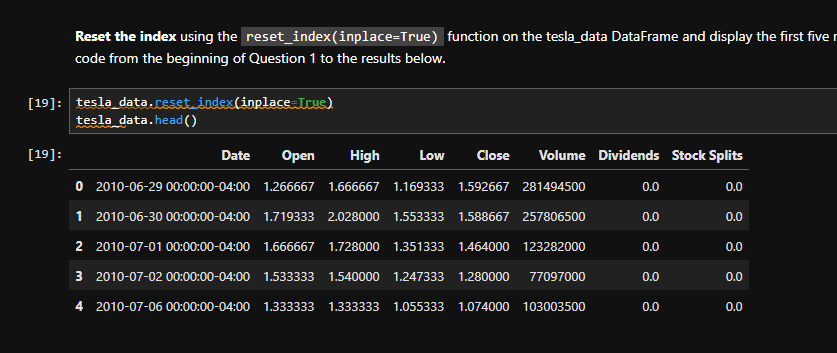 Reset the index using the reset_index(inplace=True) function on the tesla_data DataFrame and display the first five
code from the beginning of Question 1 to the results below.
[19]: tesla_data.reset_index(inplace=True)
tesla_data.head()
[19]: Date Open High Low Close Volume Dividends Stock Splits
0 2010-06-29 00:00:00-04:00 1.266667 1.666667 1.169333 1.592667 281494500 0.0 0.0
1 2010-06-30 00:00:00-04:00 1.719333 2.028000 1.553333 1.588667 257806500 0.0 0.0
2 2010-07-01 00:00:00-04:00 1.666667 1.728000 1.351333 1.464000 123282000 0.0 0.0
3 2010-07-02 00:00:00-04:00 1.533333 1.540000 1.247333 1.280000 77097000 0.0 0.0
4 2010-07-06 00:00:00-04:00 1.333333 1.333333 1.055333 1.074000 103003500 0.0 0.0